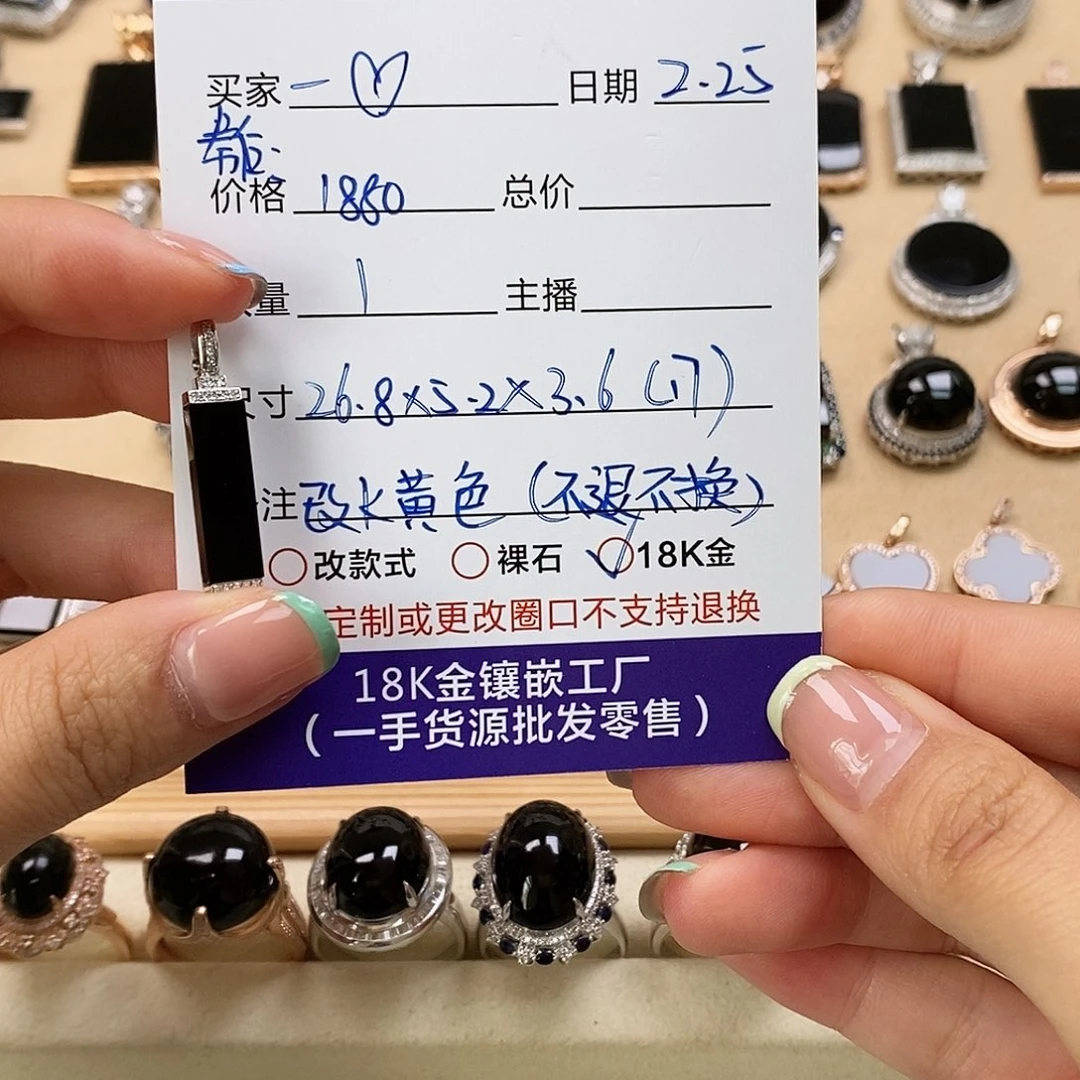 买家 一♡ 日期 2.25
价格 1880 总价
量 1 主播
尺寸 26.8×5.2×3.6
注 改水黄色（不退不换）
改款式 裸石 ✓18K金
定制或更改圈口不支持退换
18K金镶嵌工厂
（一手货源批发零售）